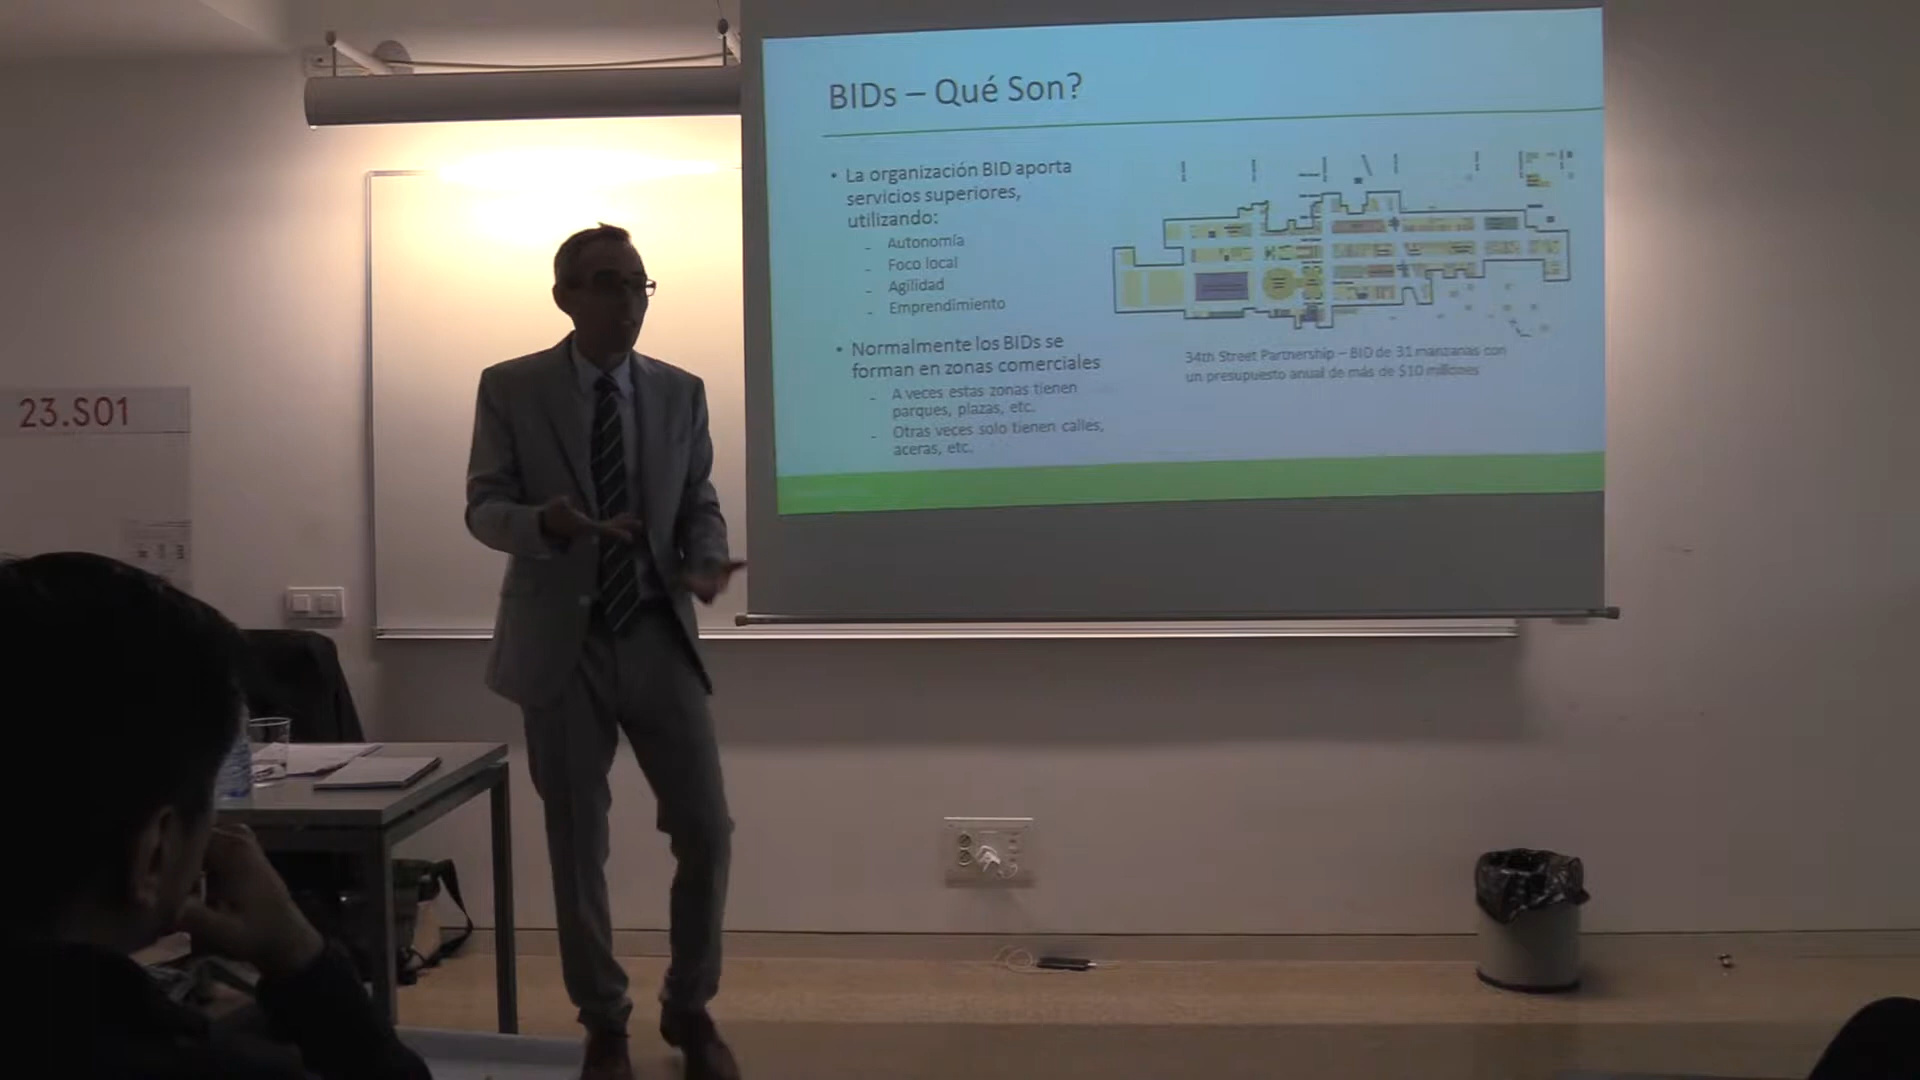 BIDs – Qué Son?
• La organización BID aporta
servicios superiores,
utilizando:
- Autonomía
- Foco local
- Agilidad
- Emprendimiento
• Normalmente los BIDs se
forman en zonas comerciales
- A veces estas zonas tienen
parques, plazas, etc.
- Otras veces solo tienen calles,
aceras, etc.
34th Street Partnership – BID de 31 manzanas con
un presupuesto anual de más de $10 millones
23.S01